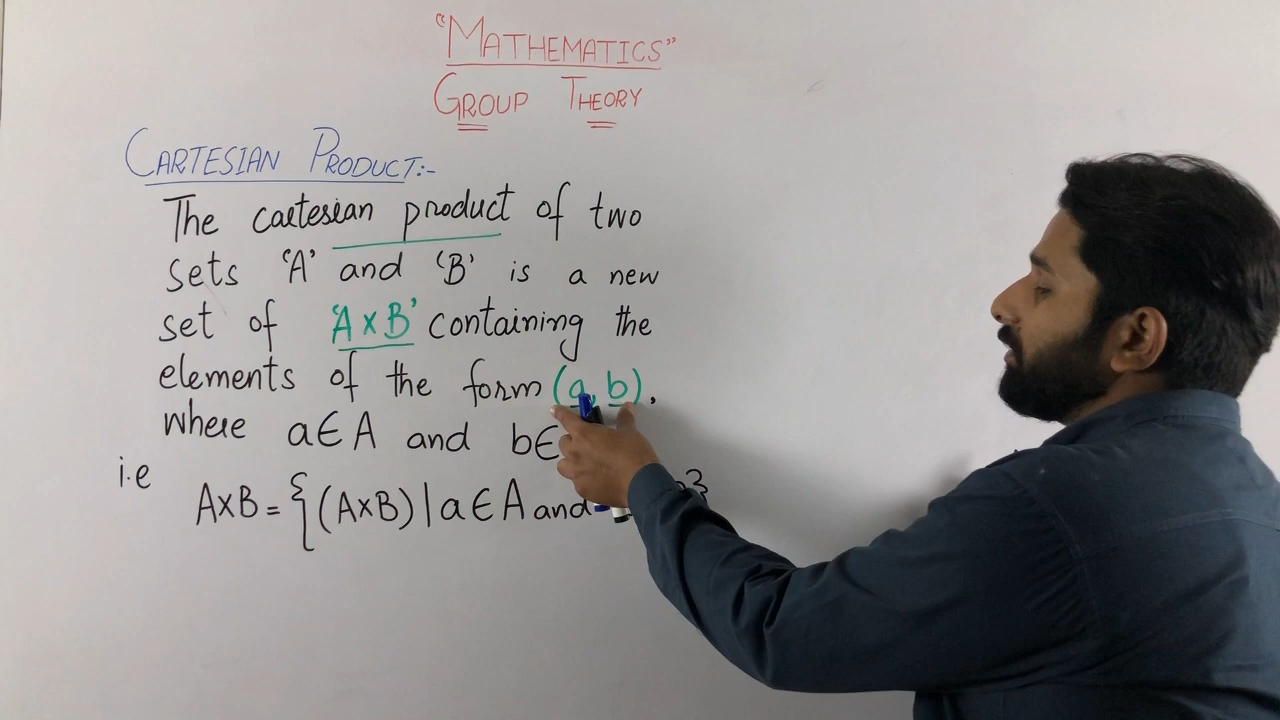 "MATHEMATICS"
GROUP THEORY
CARTESIAN PRODUCT:-
The cartesian product of two
sets 'A' and 'B' is a new
set of 'A×B' containing the
elements of the form (a, b),
where a∈A and b∈
i.e
A×B = {(A×B) | a∈A and }